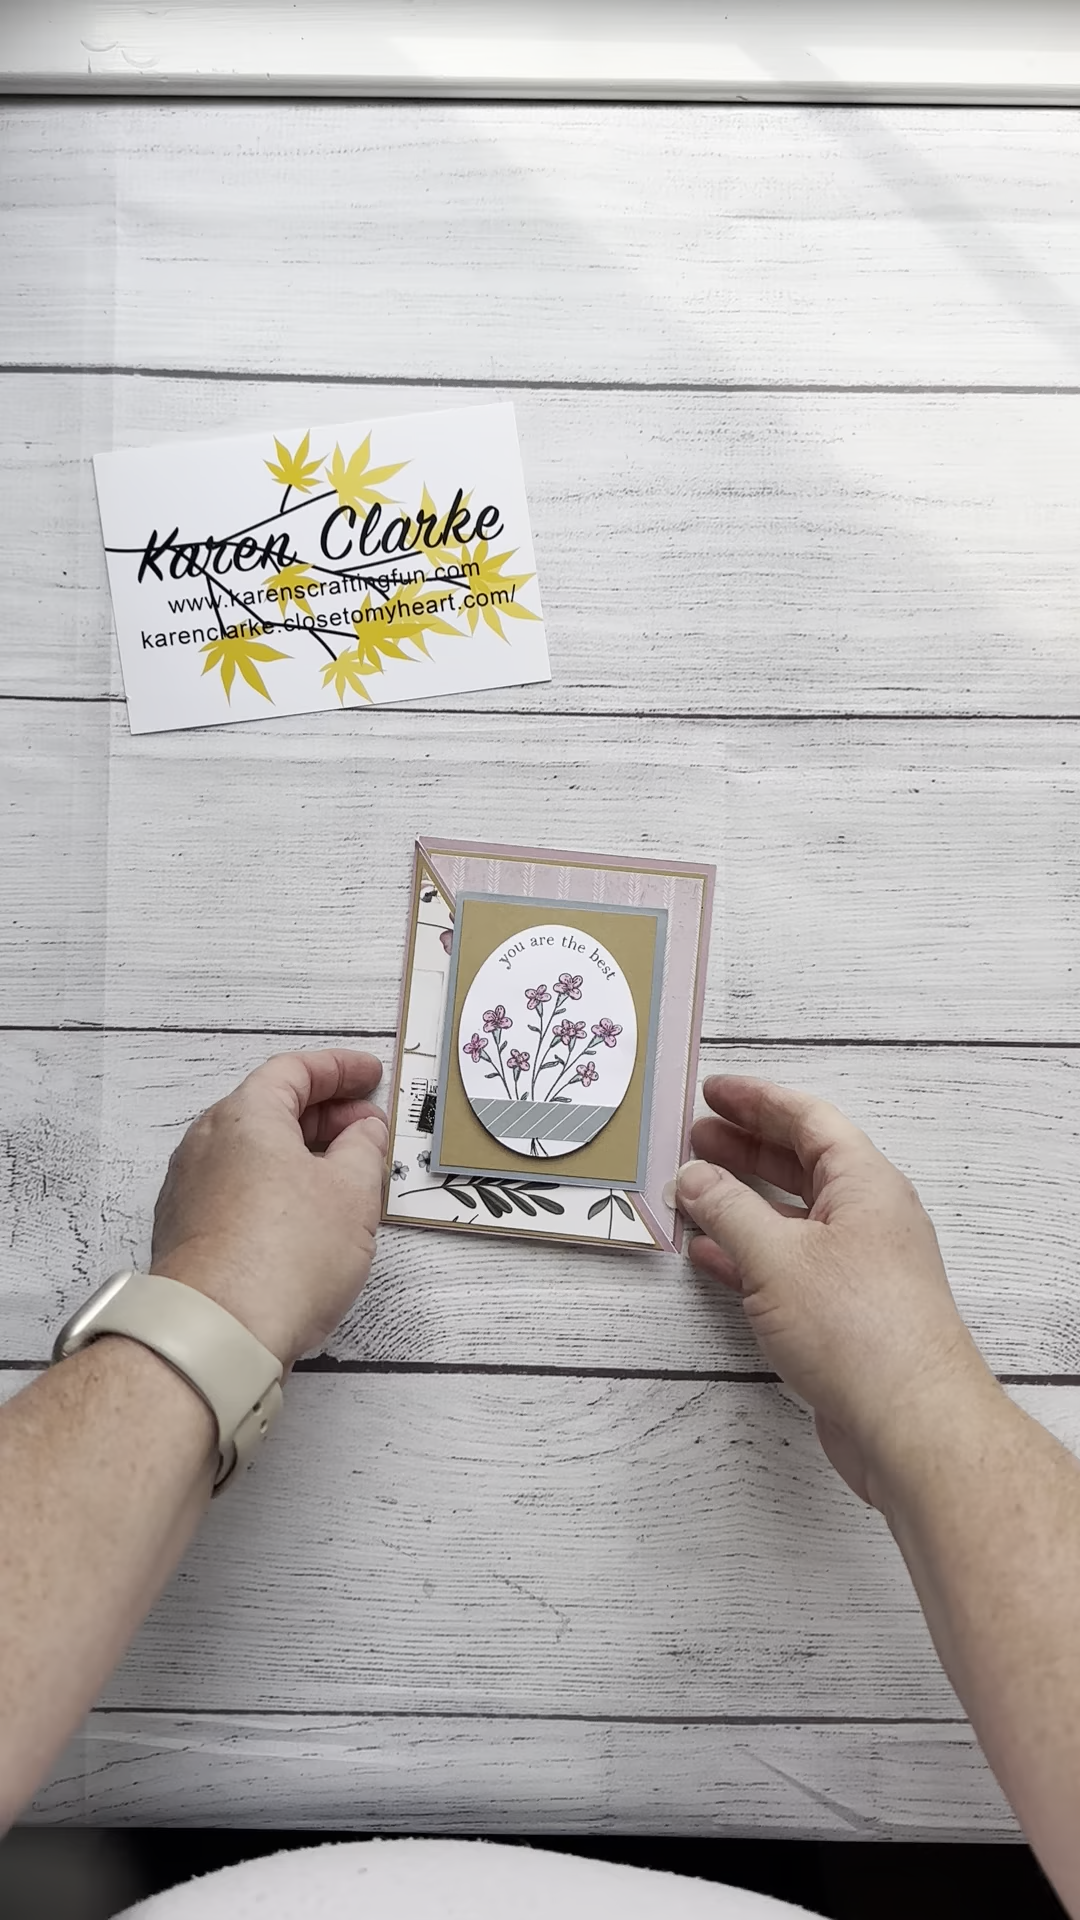 Karen Clarke
www.karenscraftingfun.com
karenclarke.closetomyheart.com/
you are the best